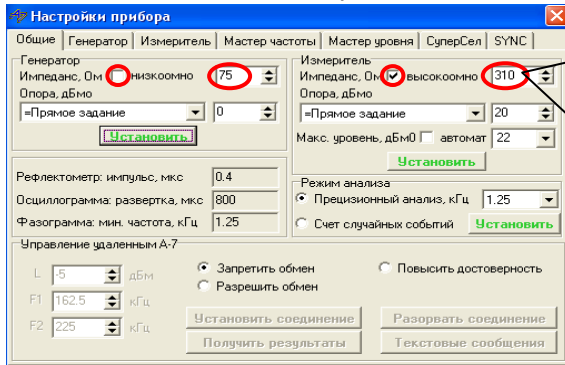 Настройки прибора
Общие Генератор Измеритель Мастер частоты Мастер уровня СуперСел SYNC
Генератор
Импеданс, Ом низкоомно 75
Опора, дБмо
=Прямое задание 0
Установить
Измеритель
Импеданс, Ом высокоомно 310
Опора, дБмо
=Прямое задание 20
Макс. уровень, дБм0 автомат 22
Установить
Рефлектометр: импульс, мкс 0.4
Осциллограмма: развертка, мкс 800
Фазограмма: мин. частота, кГц 1.25
Режим анализа
Прецизионный анализ, кГц 1.25
Счет случайных событий Установить
Управление удаленным А-7
L -5 дБм
F1 162.5 кГц
F2 225 кГц
Запретить обмен
Разрешить обмен
Повысить достоверность
Установить соединение Разорвать соединение
Получить результаты Текстовые сообщения